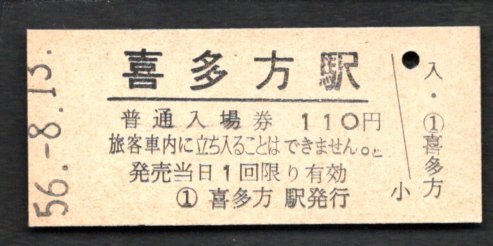 喜多方駅
普通入場券 110円
旅客車内に立ち入ることはできません。
発売当日1回限り有効
① 喜多方 駅発行
56.-8.13.
入・①喜多方
小